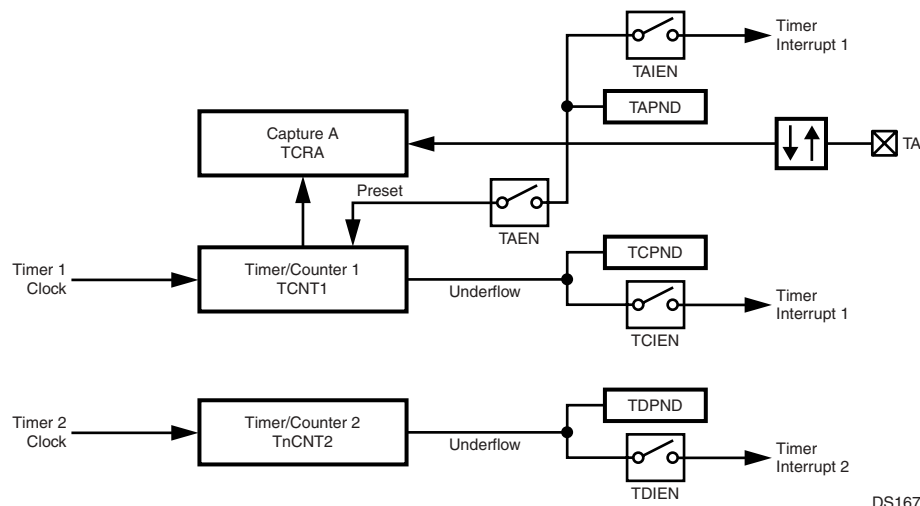 Timer
Interrupt 1
TAIEN
TAPND
Capture A
TCRA
TA
Preset
TAEN
Timer 1
Clock
Timer/Counter 1
TCNT1
Underflow
TCPND
Timer
Interrupt 1
TCIEN
Timer 2
Clock
Timer/Counter 2
TnCNT2
Underflow
TDPND
Timer
Interrupt 2
TDIEN
DS167